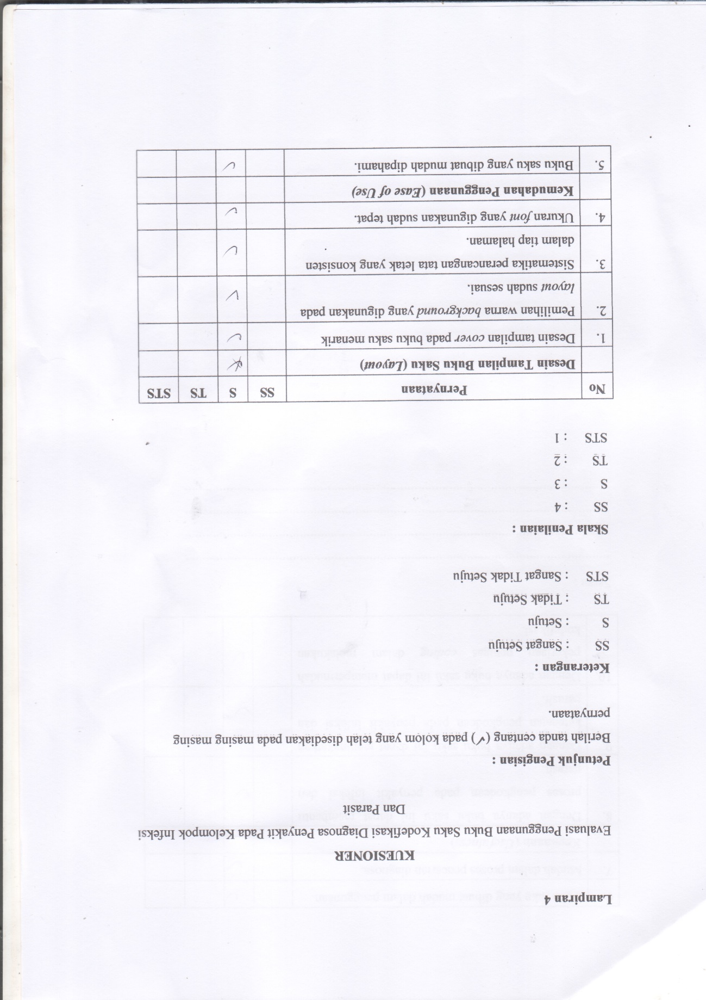 Lampiran 4
KUESIONER
Evaluasi Penggunaan Buku Saku Kodefikasi Diagnosa Penyakit Pada Kelompok Infeksi
Dan Parasit
Petunjuk Pengisian :
Berilah tanda centang (✓) pada kolom yang telah disediakan pada masing masing
pernyataan.
Keterangan :
SS : Sangat Setuju
S : Setuju
TS : Tidak Setuju
STS : Sangat Tidak Setuju
Skala Penilaian :
SS : 4
S : 3
TS : 2
STS : 1
No Pernyataan SS S TS STS
Desain Tampilan Buku Saku (Layout)
1. Desain tampilan cover pada buku saku menarik ✓
2. Pemilihan warna background yang digunakan pada
layout sudah sesuai. ✓
3. Sistematika perancangan tata letak yang konsisten
dalam tiap halaman. ✓
4. Ukuran font yang digunakan sudah tepat. ✓
Kemudahan Penggunaan (Ease of Use)
5. Buku saku yang dibuat mudah dipahami. ✓